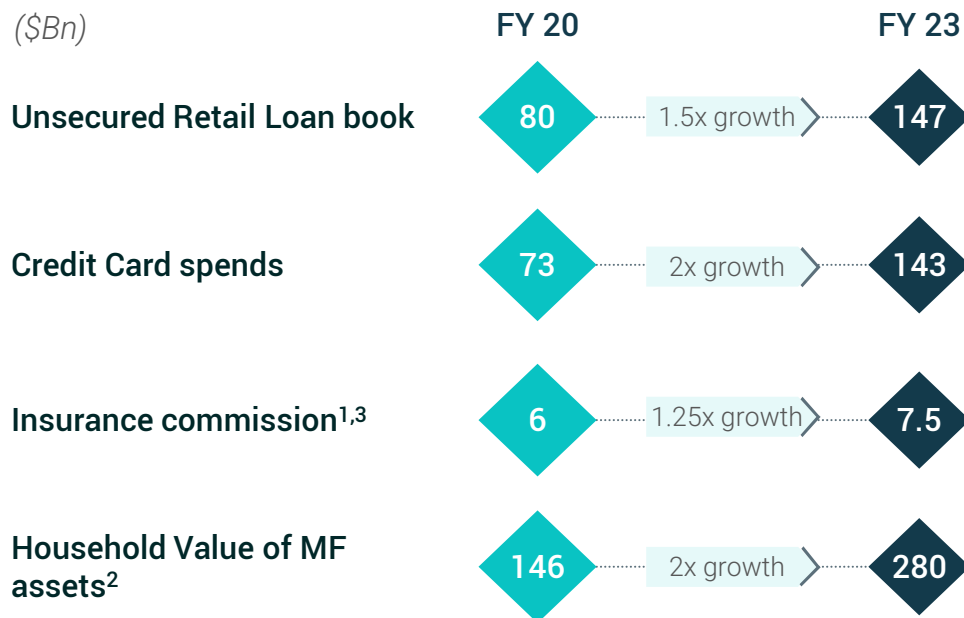 ($Bn) FY 20 FY 23
Unsecured Retail Loan book 80 1.5x growth 147
Credit Card spends 73 2x growth 143
Insurance commission1,3 6 1.25x growth 7.5
Household Value of MF
assets2 146 2x growth 280